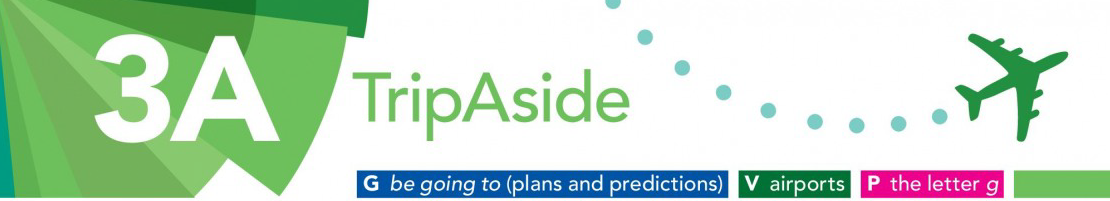 3A
TripAside
G be going to (plans and predictions) V airports P the letter g